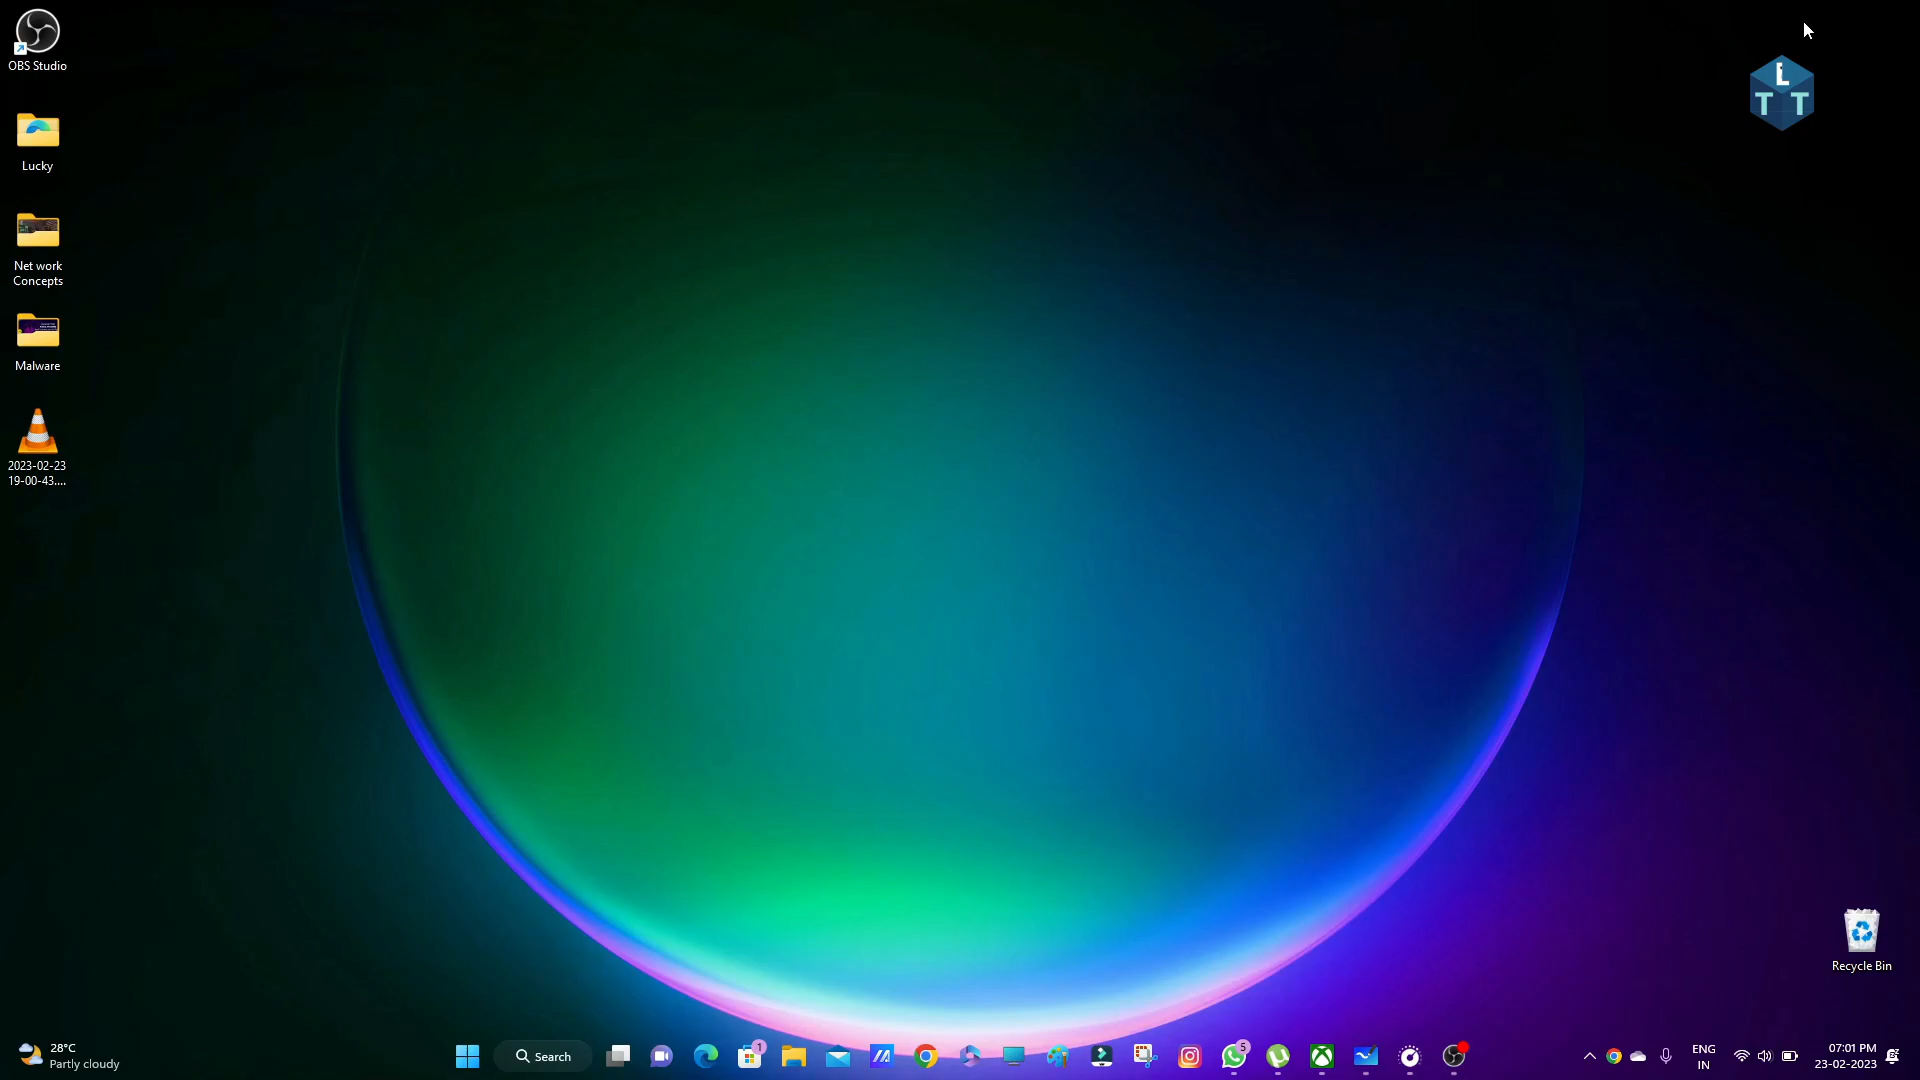 OBS Studio
Lucky
Net work
Concepts
Malware
2023-02-23
19-00-43....
L
T T
Recycle Bin
28°C
Partly cloudy
Search
1
5
ENG
IN
07:01 PM
23-02-2023